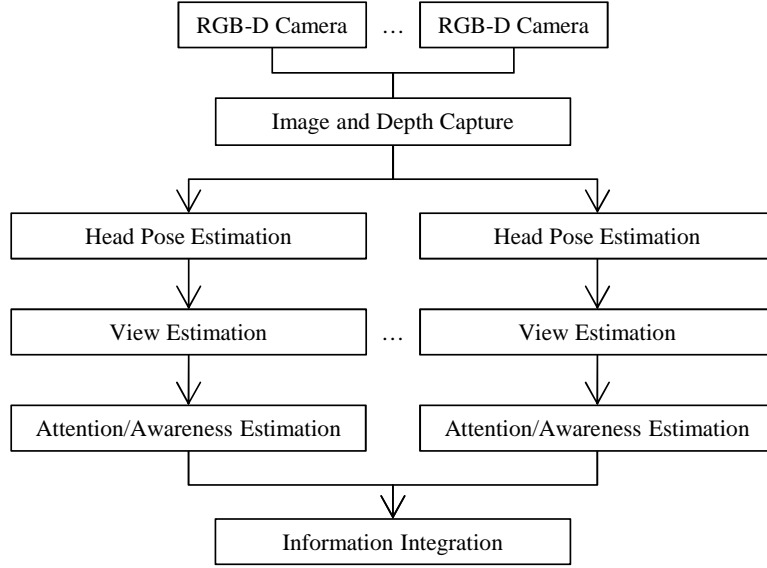 RGB-D Camera … RGB-D Camera
Image and Depth Capture
Head Pose Estimation Head Pose Estimation
View Estimation … View Estimation
Attention/Awareness Estimation Attention/Awareness Estimation
Information Integration